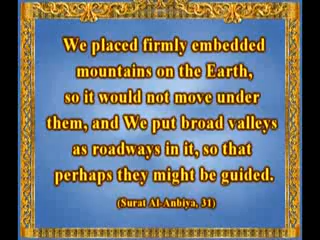 We placed firmly embedded
mountains on the Earth,
so it would not move under
them, and We put broad valleys
as roadways in it, so that
perhaps they might be guided.
(Surat Al-Anbiya, 31)